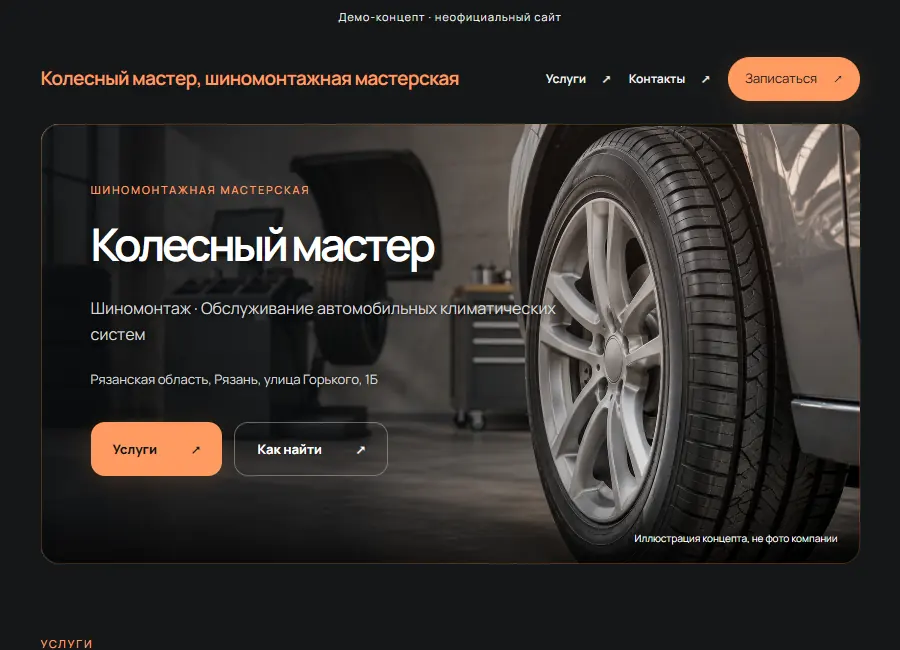 Демо-концепт · неофициальный сайт
Колесный мастер, шиномонтажная мастерская
Услуги ↗ Контакты ↗ Записаться ↗
ШИНОМОНТАЖНАЯ МАСТЕРСКАЯ
Колесный мастер
Шиномонтаж · Обслуживание автомобильных климатических
систем
Рязанская область, Рязань, улица Горького, 1Б
Услуги ↗ Как найти ↗
Иллюстрация концепта, не фото компании
УСЛУГИ